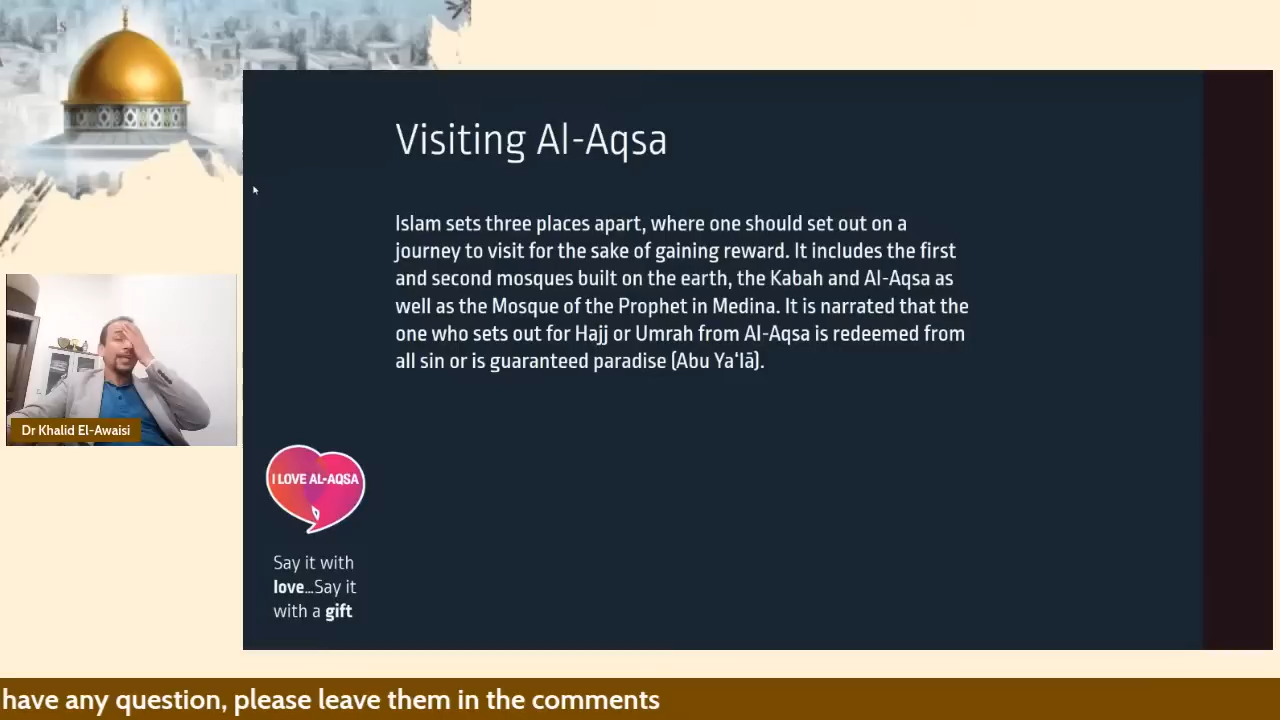 Visiting Al-Aqsa
Islam sets three places apart, where one should set out on a
journey to visit for the sake of gaining reward. It includes the first
and second mosques built on the earth, the Kabah and Al-Aqsa as
well as the Mosque of the Prophet in Medina. It is narrated that the
one who sets out for Hajj or Umrah from Al-Aqsa is redeemed from
all sin or is guaranteed paradise (Abu Ya'lā).
Dr Khalid El-Awaisi
I LOVE AL-AQSA
Say it with
love...Say it
with a gift
have any question, please leave them in the comments